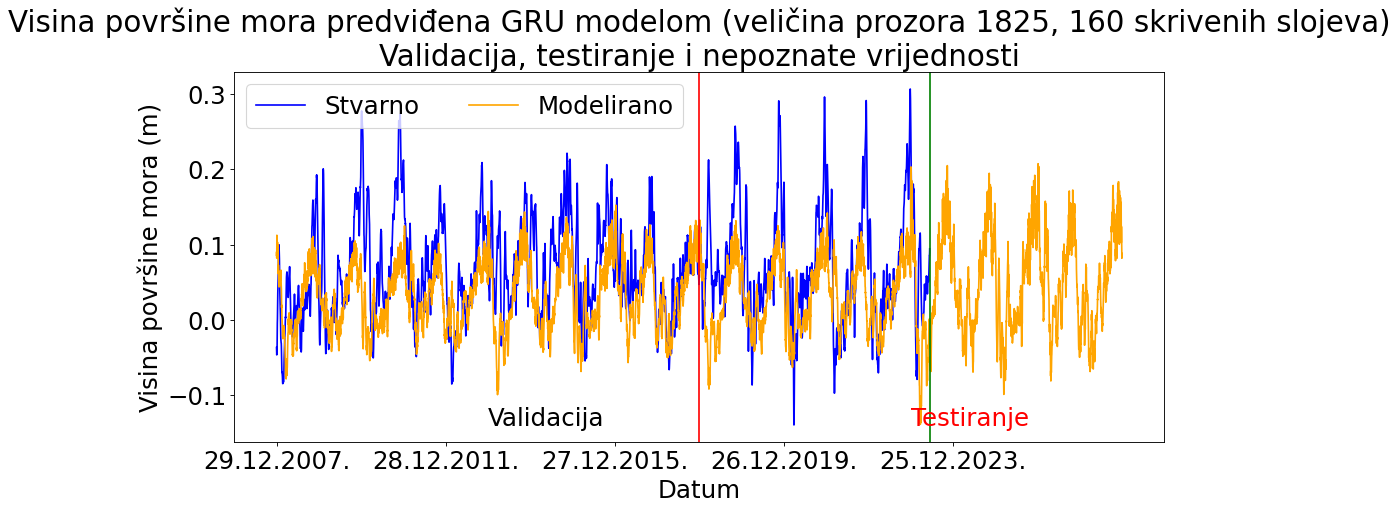 Visina površine mora predviđena GRU modelom (veličina prozora 1825, 160 skrivenih slojeva)
Validacija, testiranje i nepoznate vrijednosti
Stvarno
Modelirano
Visina površine mora (m)
0.3
0.2
0.1
0.0
−0.1
Validacija
Testiranje
29.12.2007.
28.12.2011.
27.12.2015.
26.12.2019.
25.12.2023.
Datum